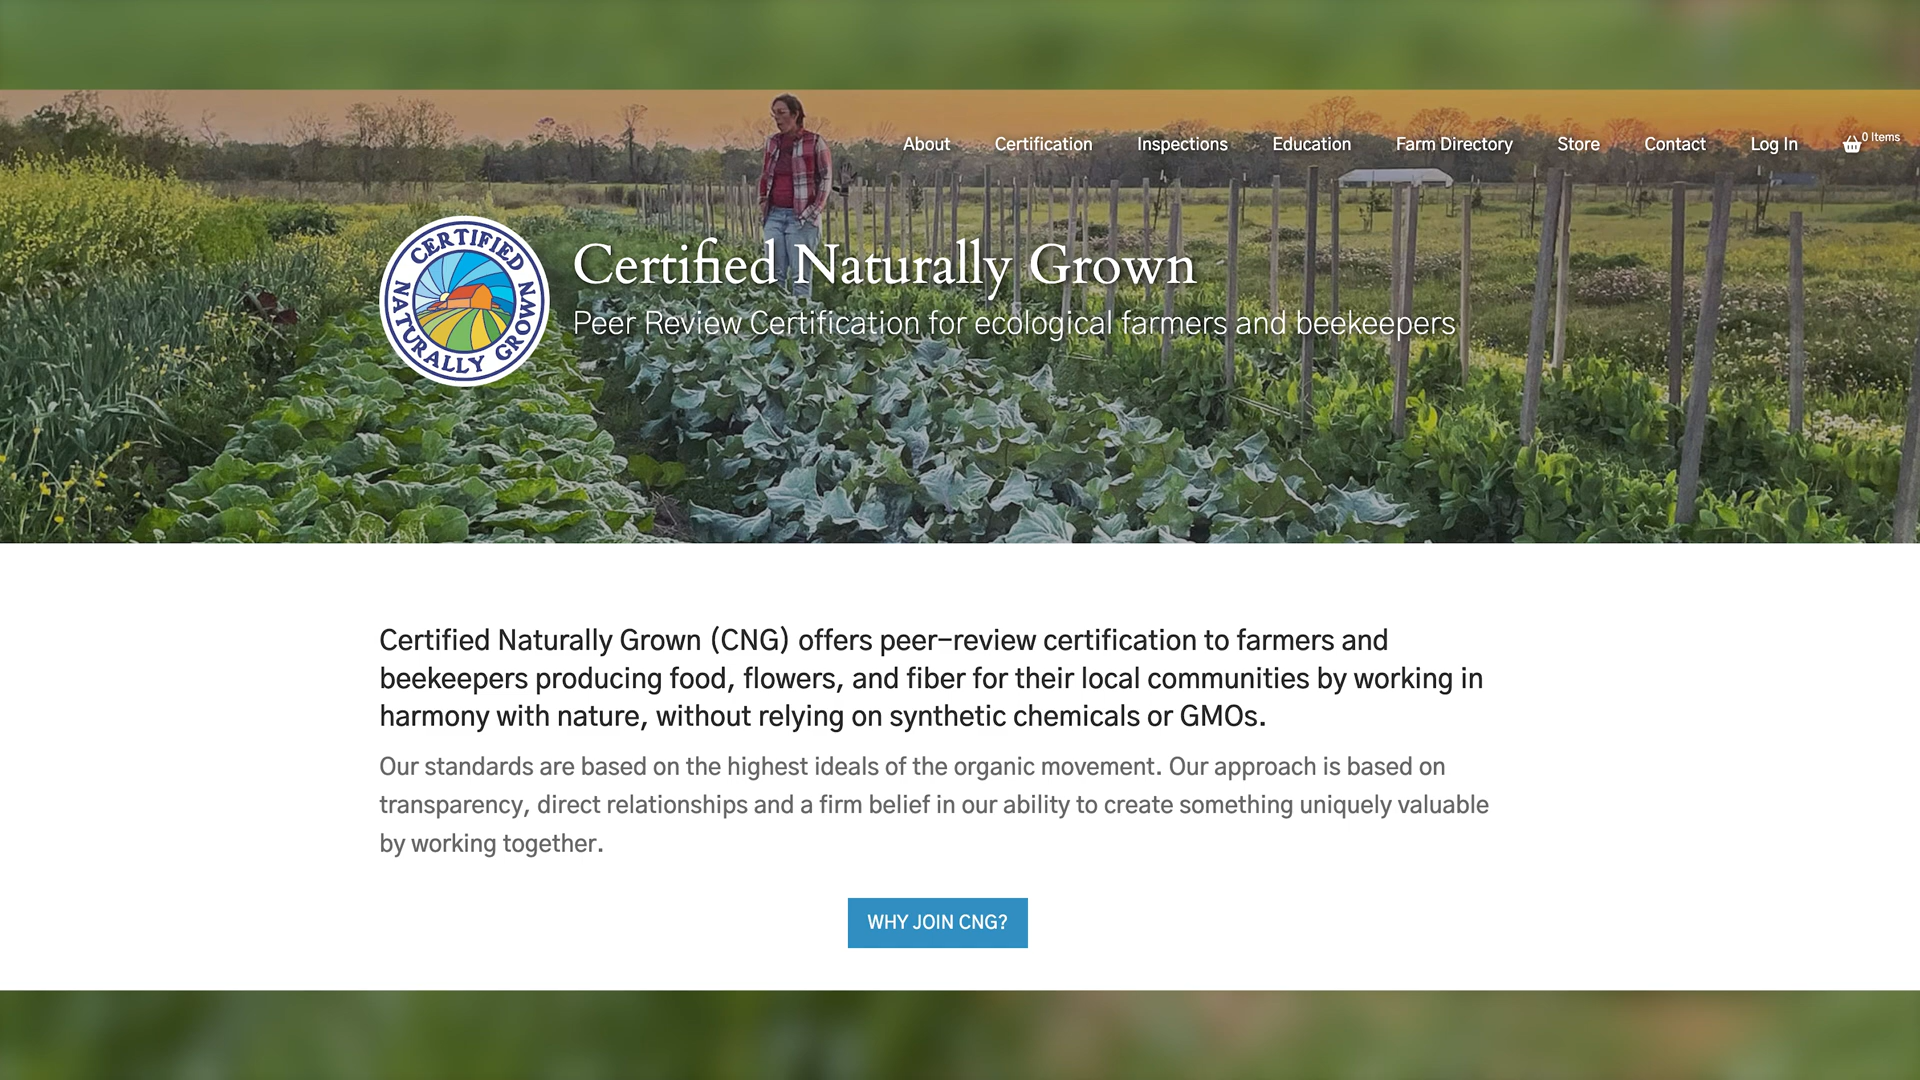 About Certification Inspections Education Farm Directory Store Contact Log In 0 Items
CERTIFIED NATURALLY GROWN
Certified Naturally Grown
Peer Review Certification for ecological farmers and beekeepers
Certified Naturally Grown (CNG) offers peer-review certification to farmers and
beekeepers producing food, flowers, and fiber for their local communities by working in
harmony with nature, without relying on synthetic chemicals or GMOs.
Our standards are based on the highest ideals of the organic movement. Our approach is based on
transparency, direct relationships and a firm belief in our ability to create something uniquely valuable
by working together.
WHY JOIN CNG?